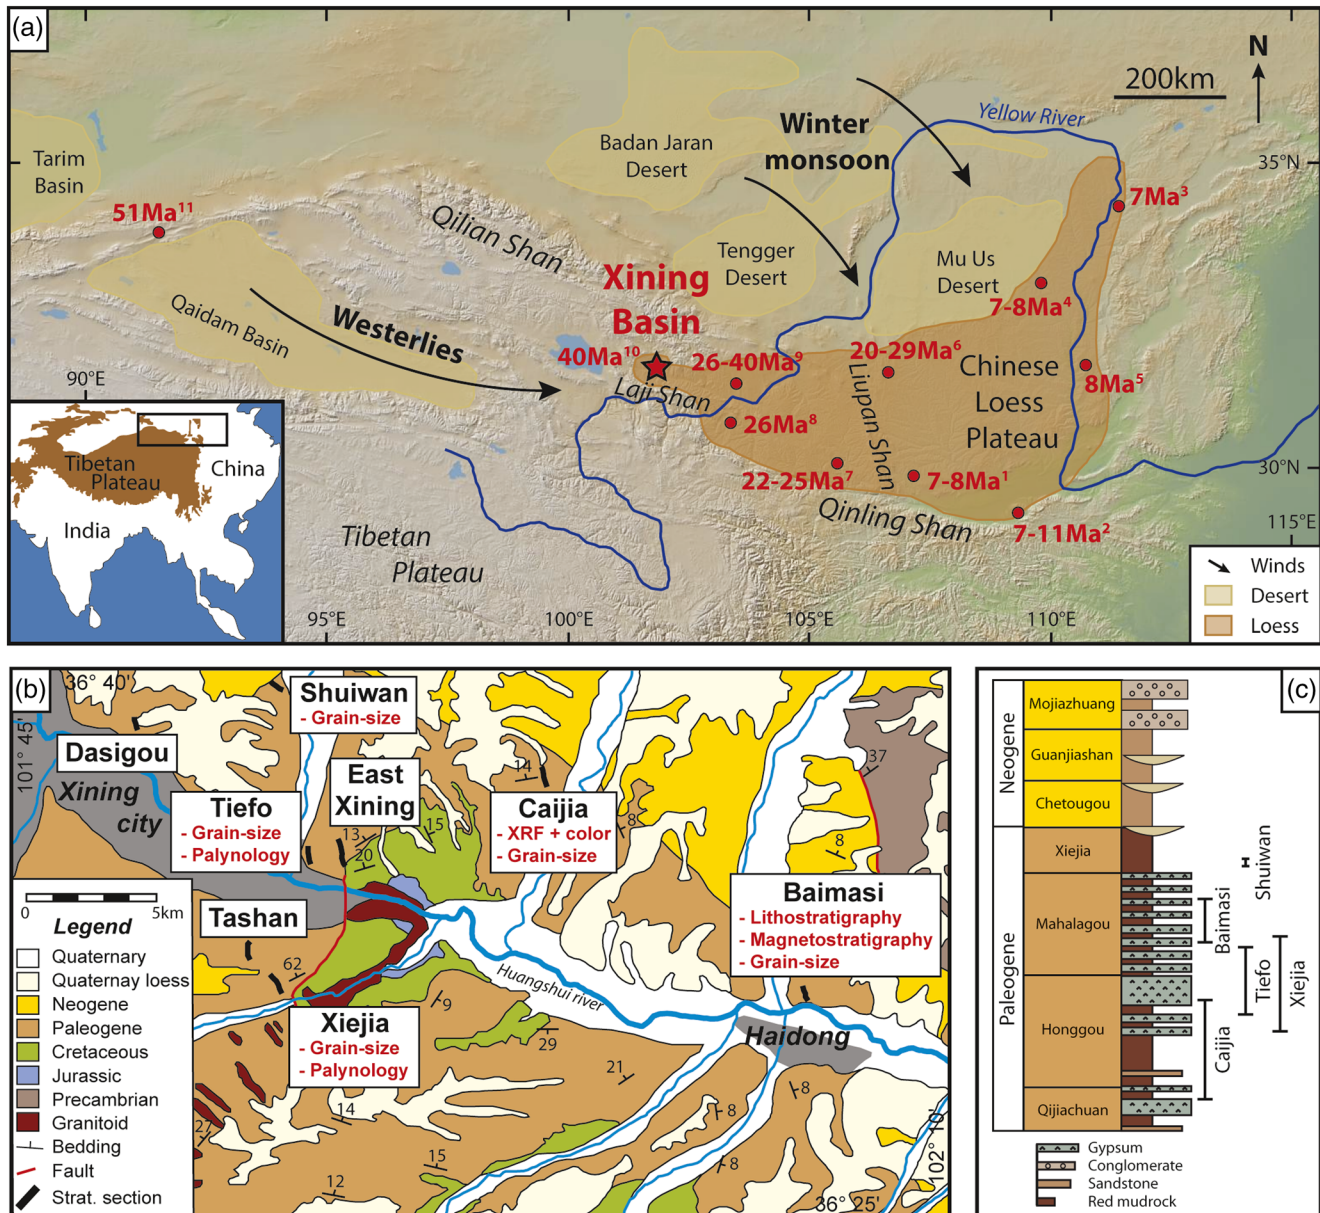 (a)
N
200km
Yellow River
Winter
monsoon
Badan Jaran
Desert
Tarim
Basin
35°N
7Ma3
51Ma11
Qilian Shan
Tengger
Desert
Mu Us
Desert
Xining
Basin
7-8Ma4
Qaidam Basin
Westerlies
40Ma10
26-40Ma9
20-29Ma6
Chinese
Loess
Plateau
8Ma5
90°E
Laji Shan
Liupan Shan
26Ma8
Tibetan
Plateau
China
India
22-25Ma7
7-8Ma1
30°N
Qinling Shan
7-11Ma2
115°E
Tibetan
Plateau
95°E
100°E
105°E
110°E
Winds
Desert
Loess
(b)
36° 40'
101° 45'
Shuiwan
- Grain-size
Dasigou
Xining
city
East
Xining
Tiefo
- Grain-size
- Palynology
Caijia
- XRF + color
- Grain-size
14
37
13
15
20
8
8
Baimasi
- Lithostratigraphy
- Magnetostratigraphy
- Grain-size
0
5km
Legend
Quaternary
Quaternay loess
Neogene
Paleogene
Cretaceous
Jurassic
Precambrian
Granitoid
Bedding
Fault
Strat. section
Tashan
62
Huangshui river
9
Xiejia
- Grain-size
- Palynology
29
Haidong
21
8
14
8
27
15
8
12
36° 25'
102° 10'
(c)
Neogene
Paleogene
Mojiazhuang
Guanjiashan
Chetougou
Xiejia
Mahalagou
Honggou
Qijiachuan
Shuiwan
Baimasi
Tiefo
Xiejia
Caijia
Gypsum
Conglomerate
Sandstone
Red mudrock